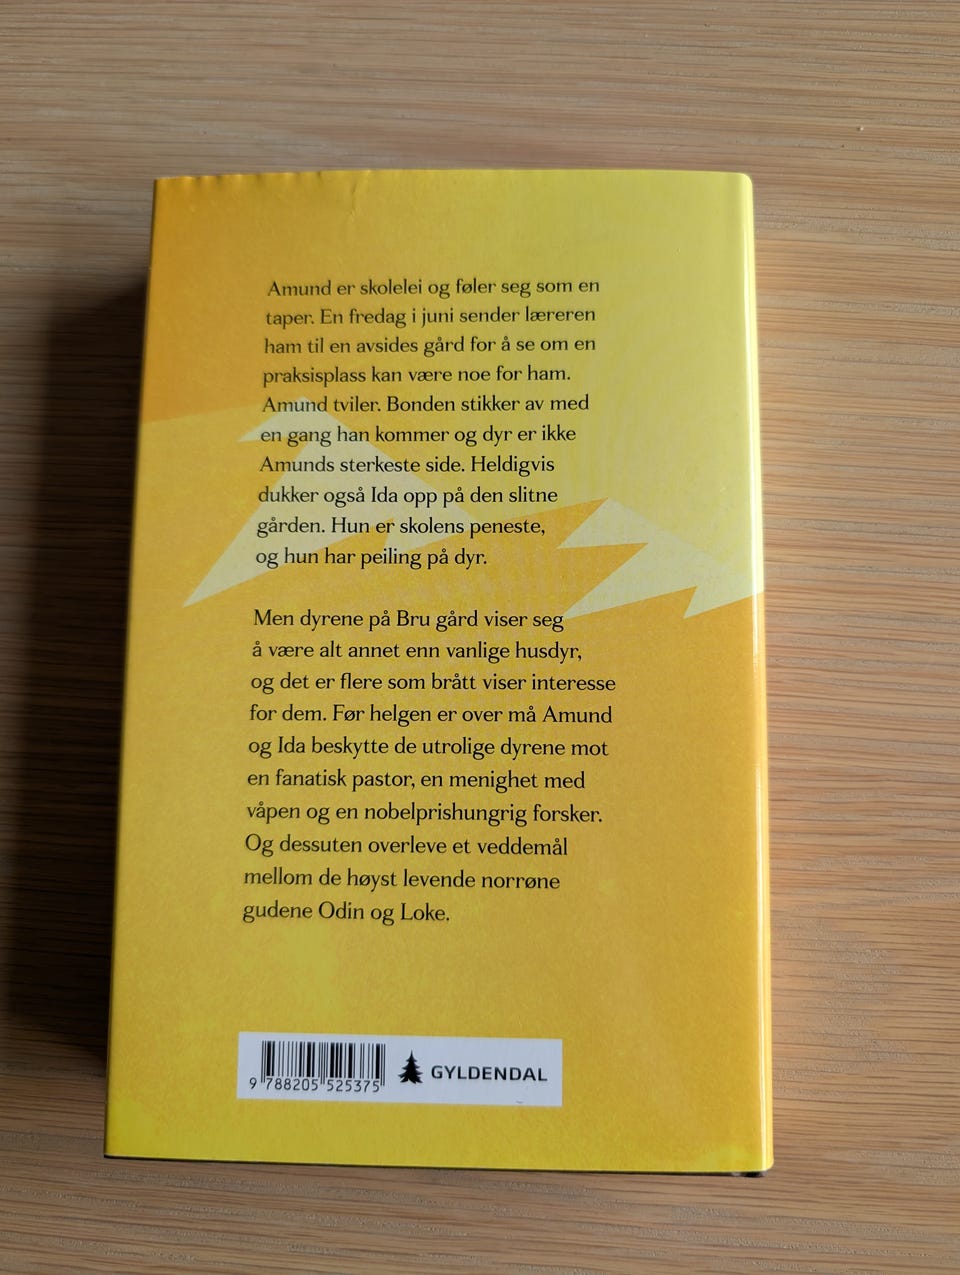 Amund er skolelei og føler seg som en
taper. En fredag i juni sender læreren
ham til en avsides gård for å se om en
praksisplass kan være noe for ham.
Amund tviler. Bonden stikker av med
en gang han kommer og dyr er ikke
Amunds sterkeste side. Heldigvis
dukker også Ida opp på den slitne
gården. Hun er skolens peneste,
og hun har peiling på dyr.
Men dyrene på Bru gård viser seg
å være alt annet enn vanlige husdyr,
og det er flere som brått viser interesse
for dem. Før helgen er over må Amund
og Ida beskytte de utrolige dyrene mot
en fanatisk pastor, en menighet med
våpen og en nobelprishungrig forsker.
Og dessuten overleve et veddemål
mellom de høyst levende norrøne
gudene Odin og Loke.
9 788205 525375
GYLDENDAL